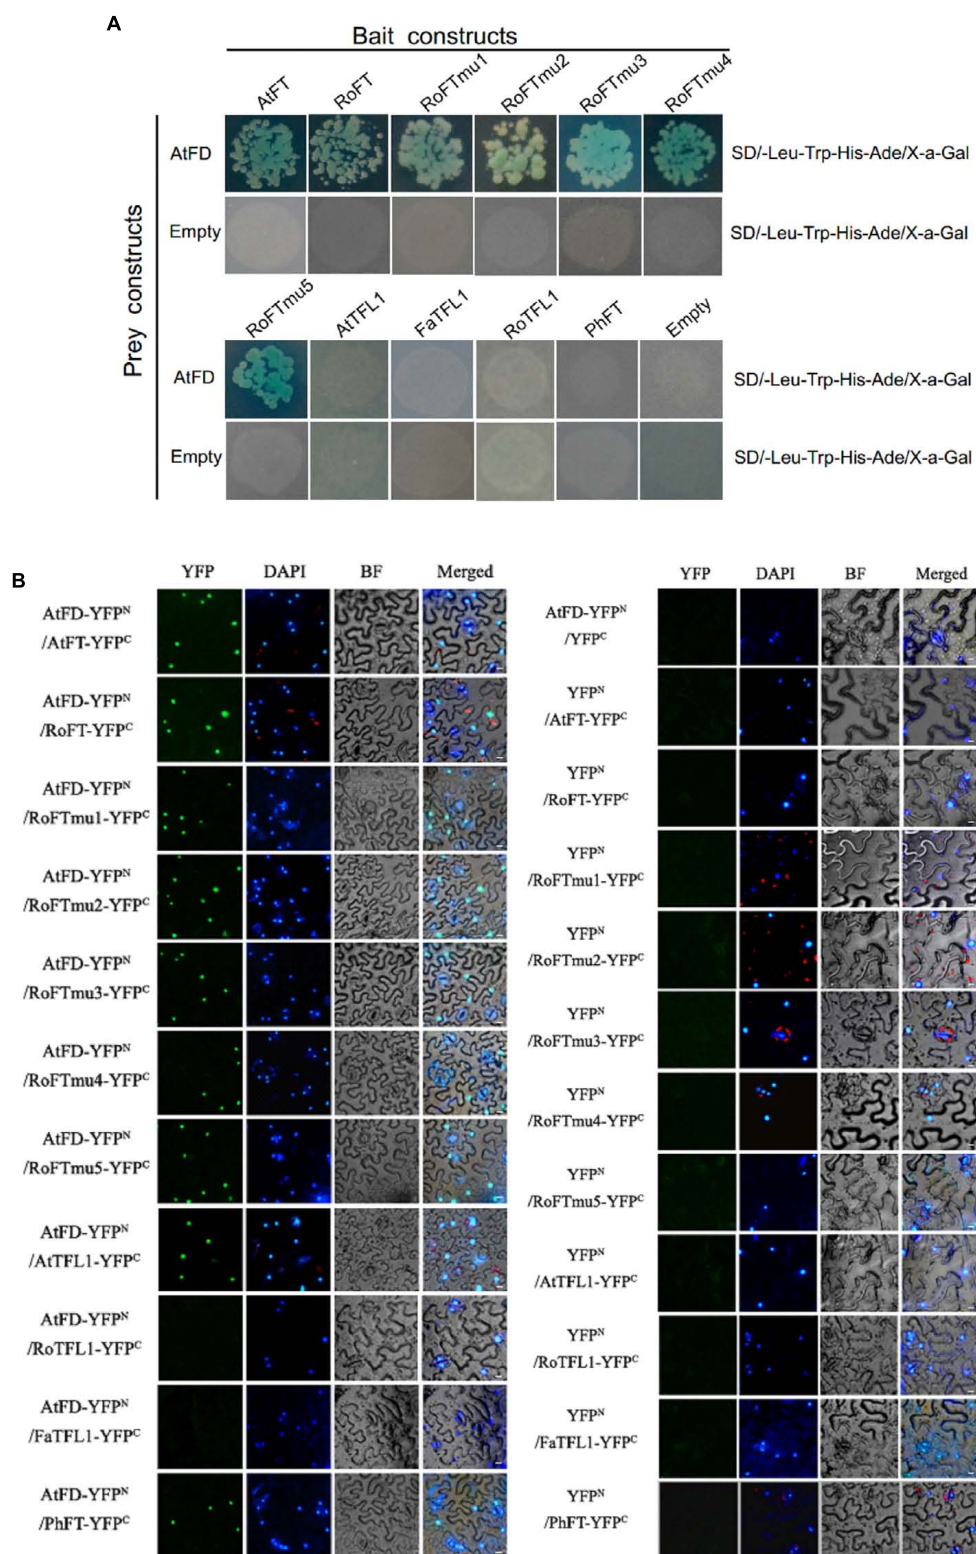 A
Bait constructs
AtFT RoFT RoFTmu1 RoFTmu2 RoFTmu3 RoFTmu4
Prey constructs
AtFD SD/-Leu-Trp-His-Ade/X-a-Gal
Empty SD/-Leu-Trp-His-Ade/X-a-Gal
RoFTmu5 AtTFL1 FaTFL1 RoTFL1 PhFT Empty
AtFD SD/-Leu-Trp-His-Ade/X-a-Gal
Empty SD/-Leu-Trp-His-Ade/X-a-Gal
B
YFP DAPI BF Merged
AtFD-YFPᴺ
/AtFT-YFPᶜ
AtFD-YFPᴺ
/RoFT-YFPᶜ
AtFD-YFPᴺ
/RoFTmu1-YFPᶜ
AtFD-YFPᴺ
/RoFTmu2-YFPᶜ
AtFD-YFPᴺ
/RoFTmu3-YFPᶜ
AtFD-YFPᴺ
/RoFTmu4-YFPᶜ
AtFD-YFPᴺ
/RoFTmu5-YFPᶜ
AtFD-YFPᴺ
/AtTFL1-YFPᶜ
AtFD-YFPᴺ
/RoTFL1-YFPᶜ
AtFD-YFPᴺ
/FaTFL1-YFPᶜ
AtFD-YFPᴺ
/PhFT-YFPᶜ
YFP DAPI BF Merged
AtFD-YFPᴺ
/YFPᶜ
YFPᴺ
/AtFT-YFPᶜ
YFPᴺ
/RoFT-YFPᶜ
YFPᴺ
/RoFTmu1-YFPᶜ
YFPᴺ
/RoFTmu2-YFPᶜ
YFPᴺ
/RoFTmu3-YFPᶜ
YFPᴺ
/RoFTmu4-YFPᶜ
YFPᴺ
/RoFTmu5-YFPᶜ
YFPᴺ
/AtTFL1-YFPᶜ
YFPᴺ
/RoTFL1-YFPᶜ
YFPᴺ
/FaTFL1-YFPᶜ
YFPᴺ
/PhFT-YFPᶜ